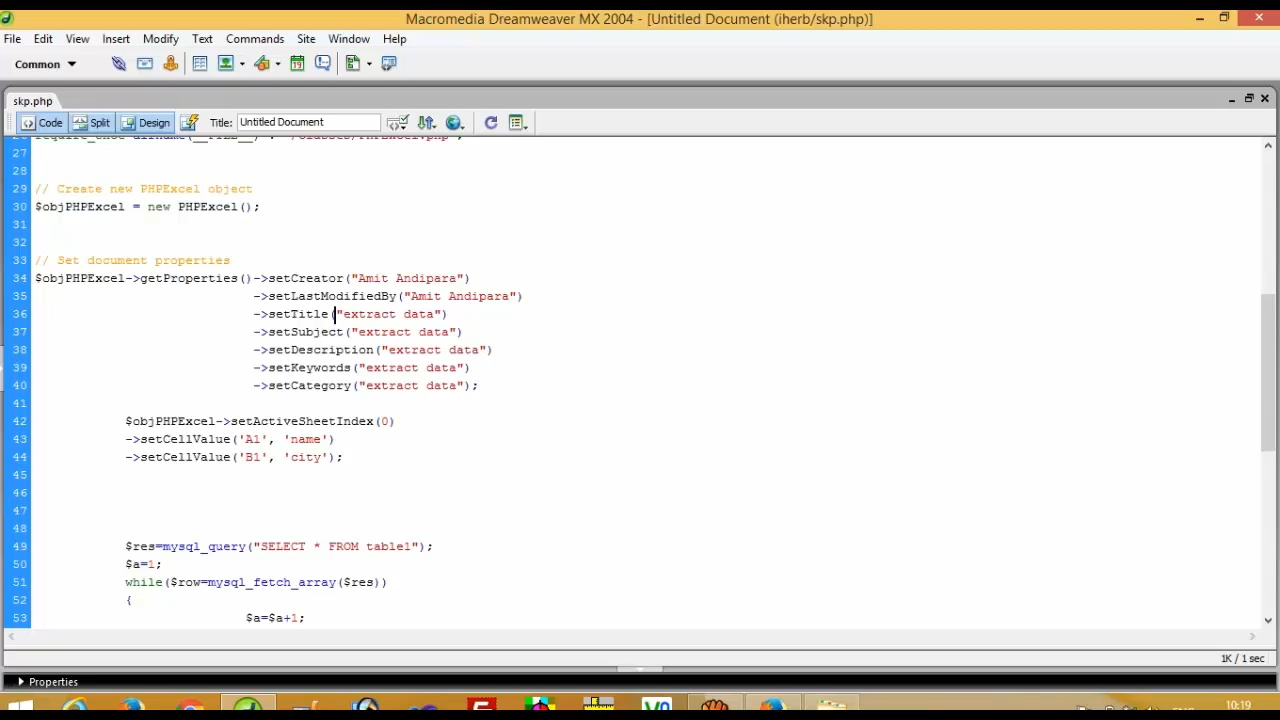 Macromedia Dreamweaver MX 2004 - [Untitled Document (iherb/skp.php)]
File Edit View Insert Modify Text Commands Site Window Help
Common
skp.php
Code Split Design Title: Untitled Document
27
28
29 // Create new PHPExcel object
30 $objPHPExcel = new PHPExcel();
31
32
33 // Set document properties
34 $objPHPExcel->getProperties()->setCreator("Amit Andipara")
35 ->setLastModifiedBy("Amit Andipara")
36 ->setTitle("extract data")
37 ->setSubject("extract data")
38 ->setDescription("extract data")
39 ->setKeywords("extract data")
40 ->setCategory("extract data");
41
42 $objPHPExcel->setActiveSheetIndex(0)
43 ->setCellValue('A1', 'name')
44 ->setCellValue('B1', 'city');
45
46
47
48
49 $res=mysql_query("SELECT * FROM table1");
50 $a=1;
51 while($row=mysql_fetch_array($res))
52 {
53 $a=$a+1;
1K / 1 sec
Properties
10:19